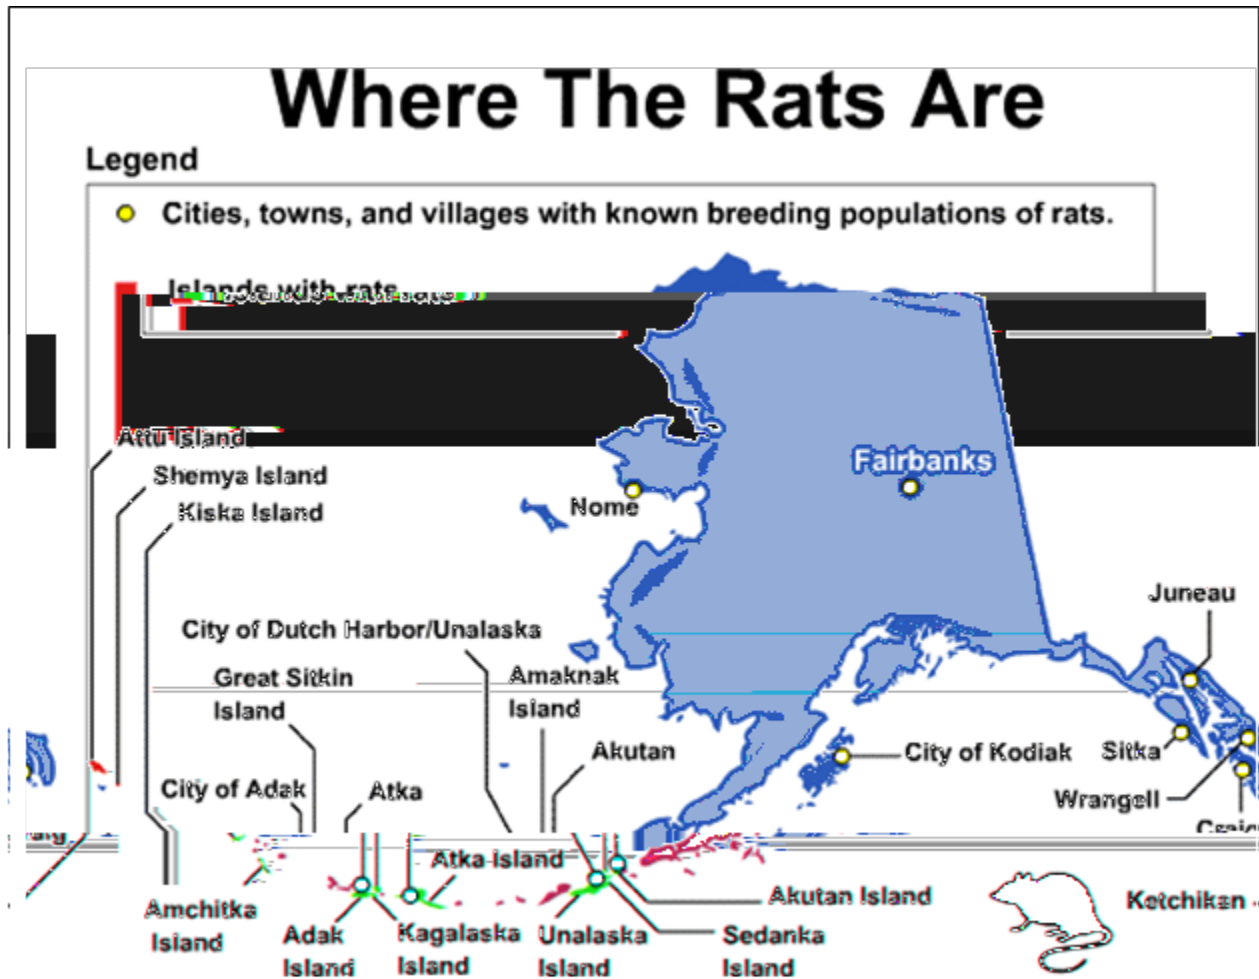 Where The Rats Are
Legend
Cities, towns, and villages with known breeding populations of rats.
Islands with rats
Attu Island
Shemya Island
Kiska Island
Fairbanks
Nome
Juneau
City of Dutch Harbor/Unalaska
Great Sitkin
Island
Amaknak
Island
Akutan
City of Kodiak
Sitka
Wrangell
City of Adak
Atka
Atka Island
Akutan Island
Ketchikan
Amchitka
Island
Adak
Island
Kagalaska
Island
Unalaska
Island
Sedanka
Island